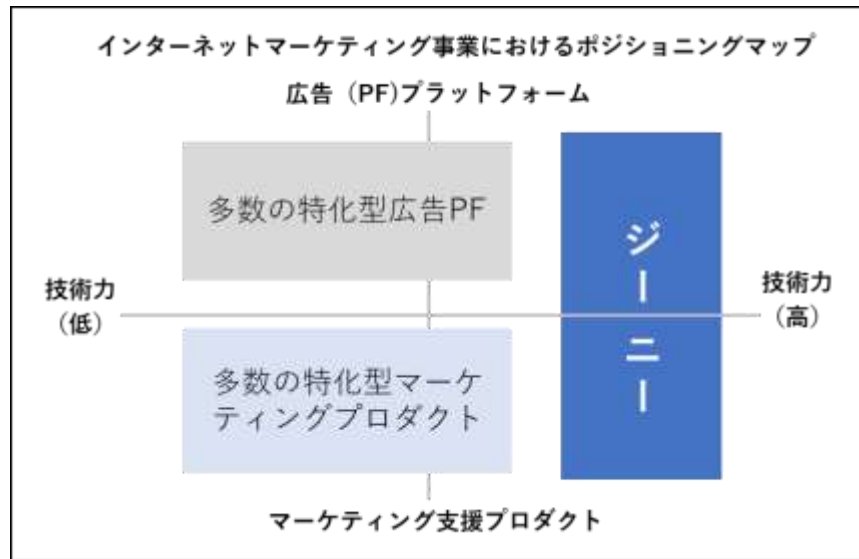 インターネットマーケティング事業におけるポジショニングマップ
広告（PF)プラットフォーム
多数の特化型広告PF
ジーニー
技術力
（低）
技術力
（高）
多数の特化型マーケ
ティングプロダクト
マーケティング支援プロダクト